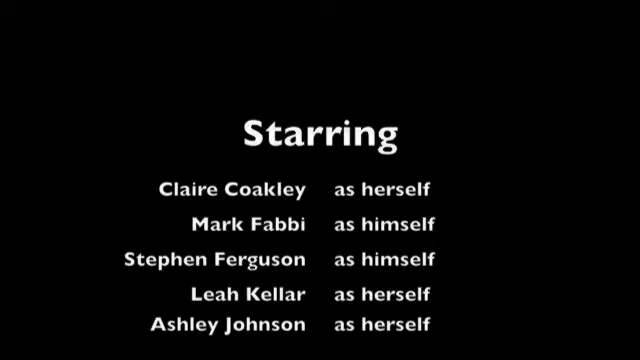 Starring
Claire Coakley as herself
Mark Fabbi as himself
Stephen Ferguson as himself
Leah Kellar as herself
Ashley Johnson as herself